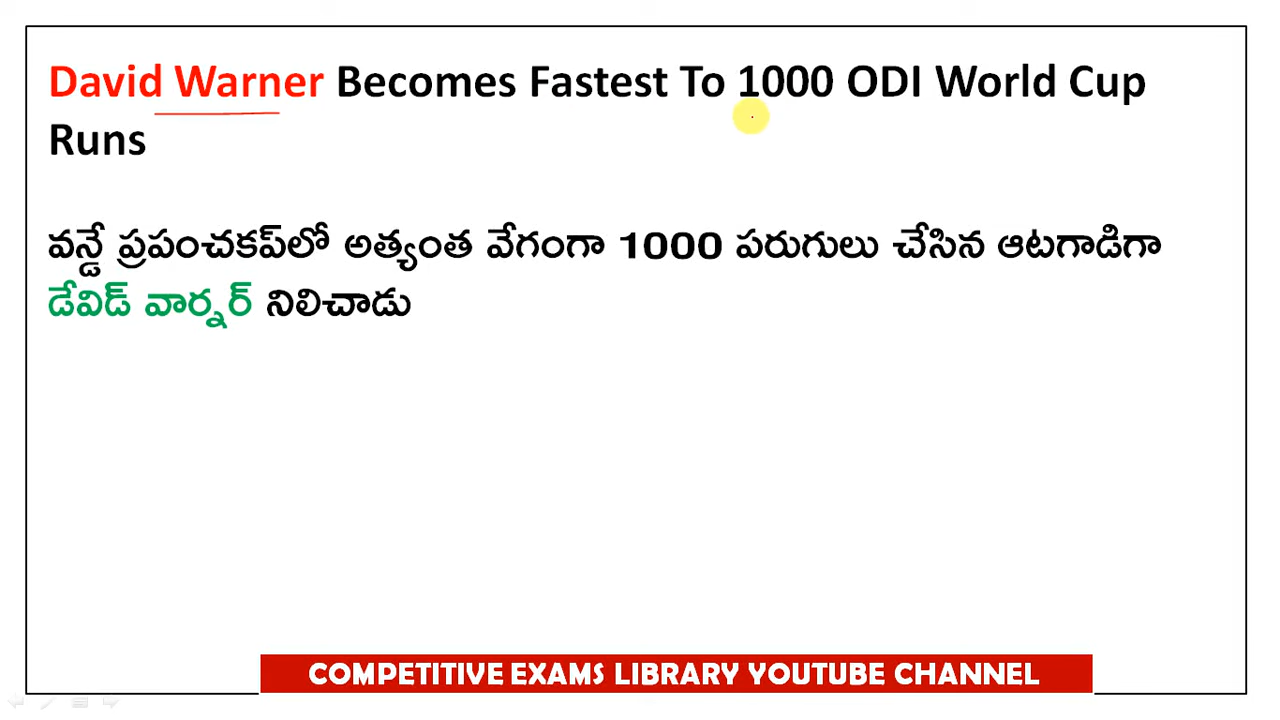 David Warner Becomes Fastest To 1000 ODI World Cup
Runs
వన్డే ప్రపంచకప్‌లో అత్యంత వేగంగా 1000 పరుగులు చేసిన ఆటగాడిగా
డేవిడ్ వార్నర్ నిలిచాడు
COMPETITIVE EXAMS LIBRARY YOUTUBE CHANNEL